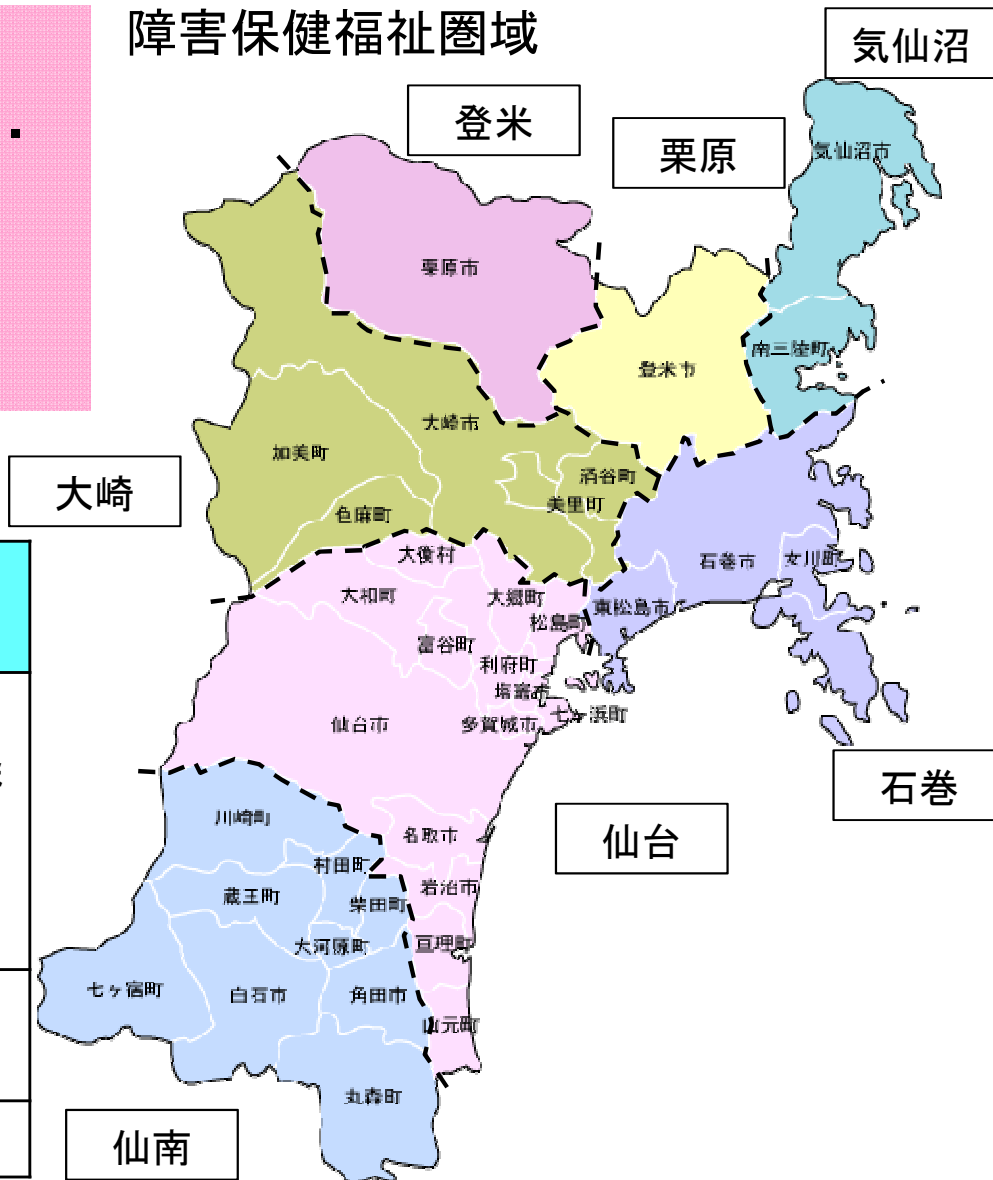 障害保健福祉圏域
気仙沼
登米
栗原
気仙沼市
栗原市
南三陸町
登米市
大崎市
加美町
涌谷町
大崎
美里町
色麻町
大衡村
石巻市
女川町
大和町
大郷町
東松島市
松島町
富谷町
利府町
塩竈市
七ヶ浜町
仙台市
多賀城市
石巻
川崎町
名取市
仙台
村田町
岩沼市
蔵王町
柴田町
大河原町
亘理町
七ヶ宿町
白石市
角田市
山元町
丸森町
仙南